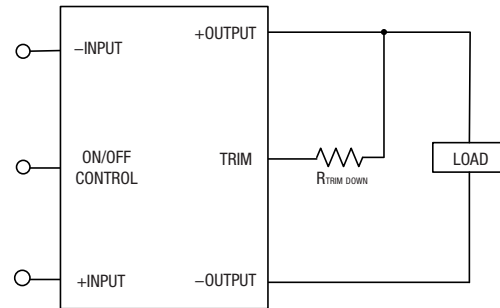 −INPUT
+OUTPUT
ON/OFF
CONTROL
TRIM
RTRIM DOWN
LOAD
+INPUT
−OUTPUT